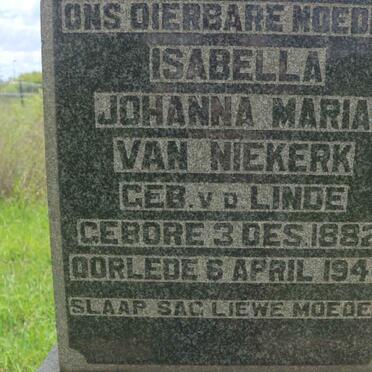 ONS DIERBARE MOED
ISABELLA
JOHANNA MARIA
VAN NIEKERK
GEB. v.D. LINDE
GEBORE 3 DES. 1882
OORLEDE 6 APRIL 194
SLAAP SAG LIEWE MOEDE